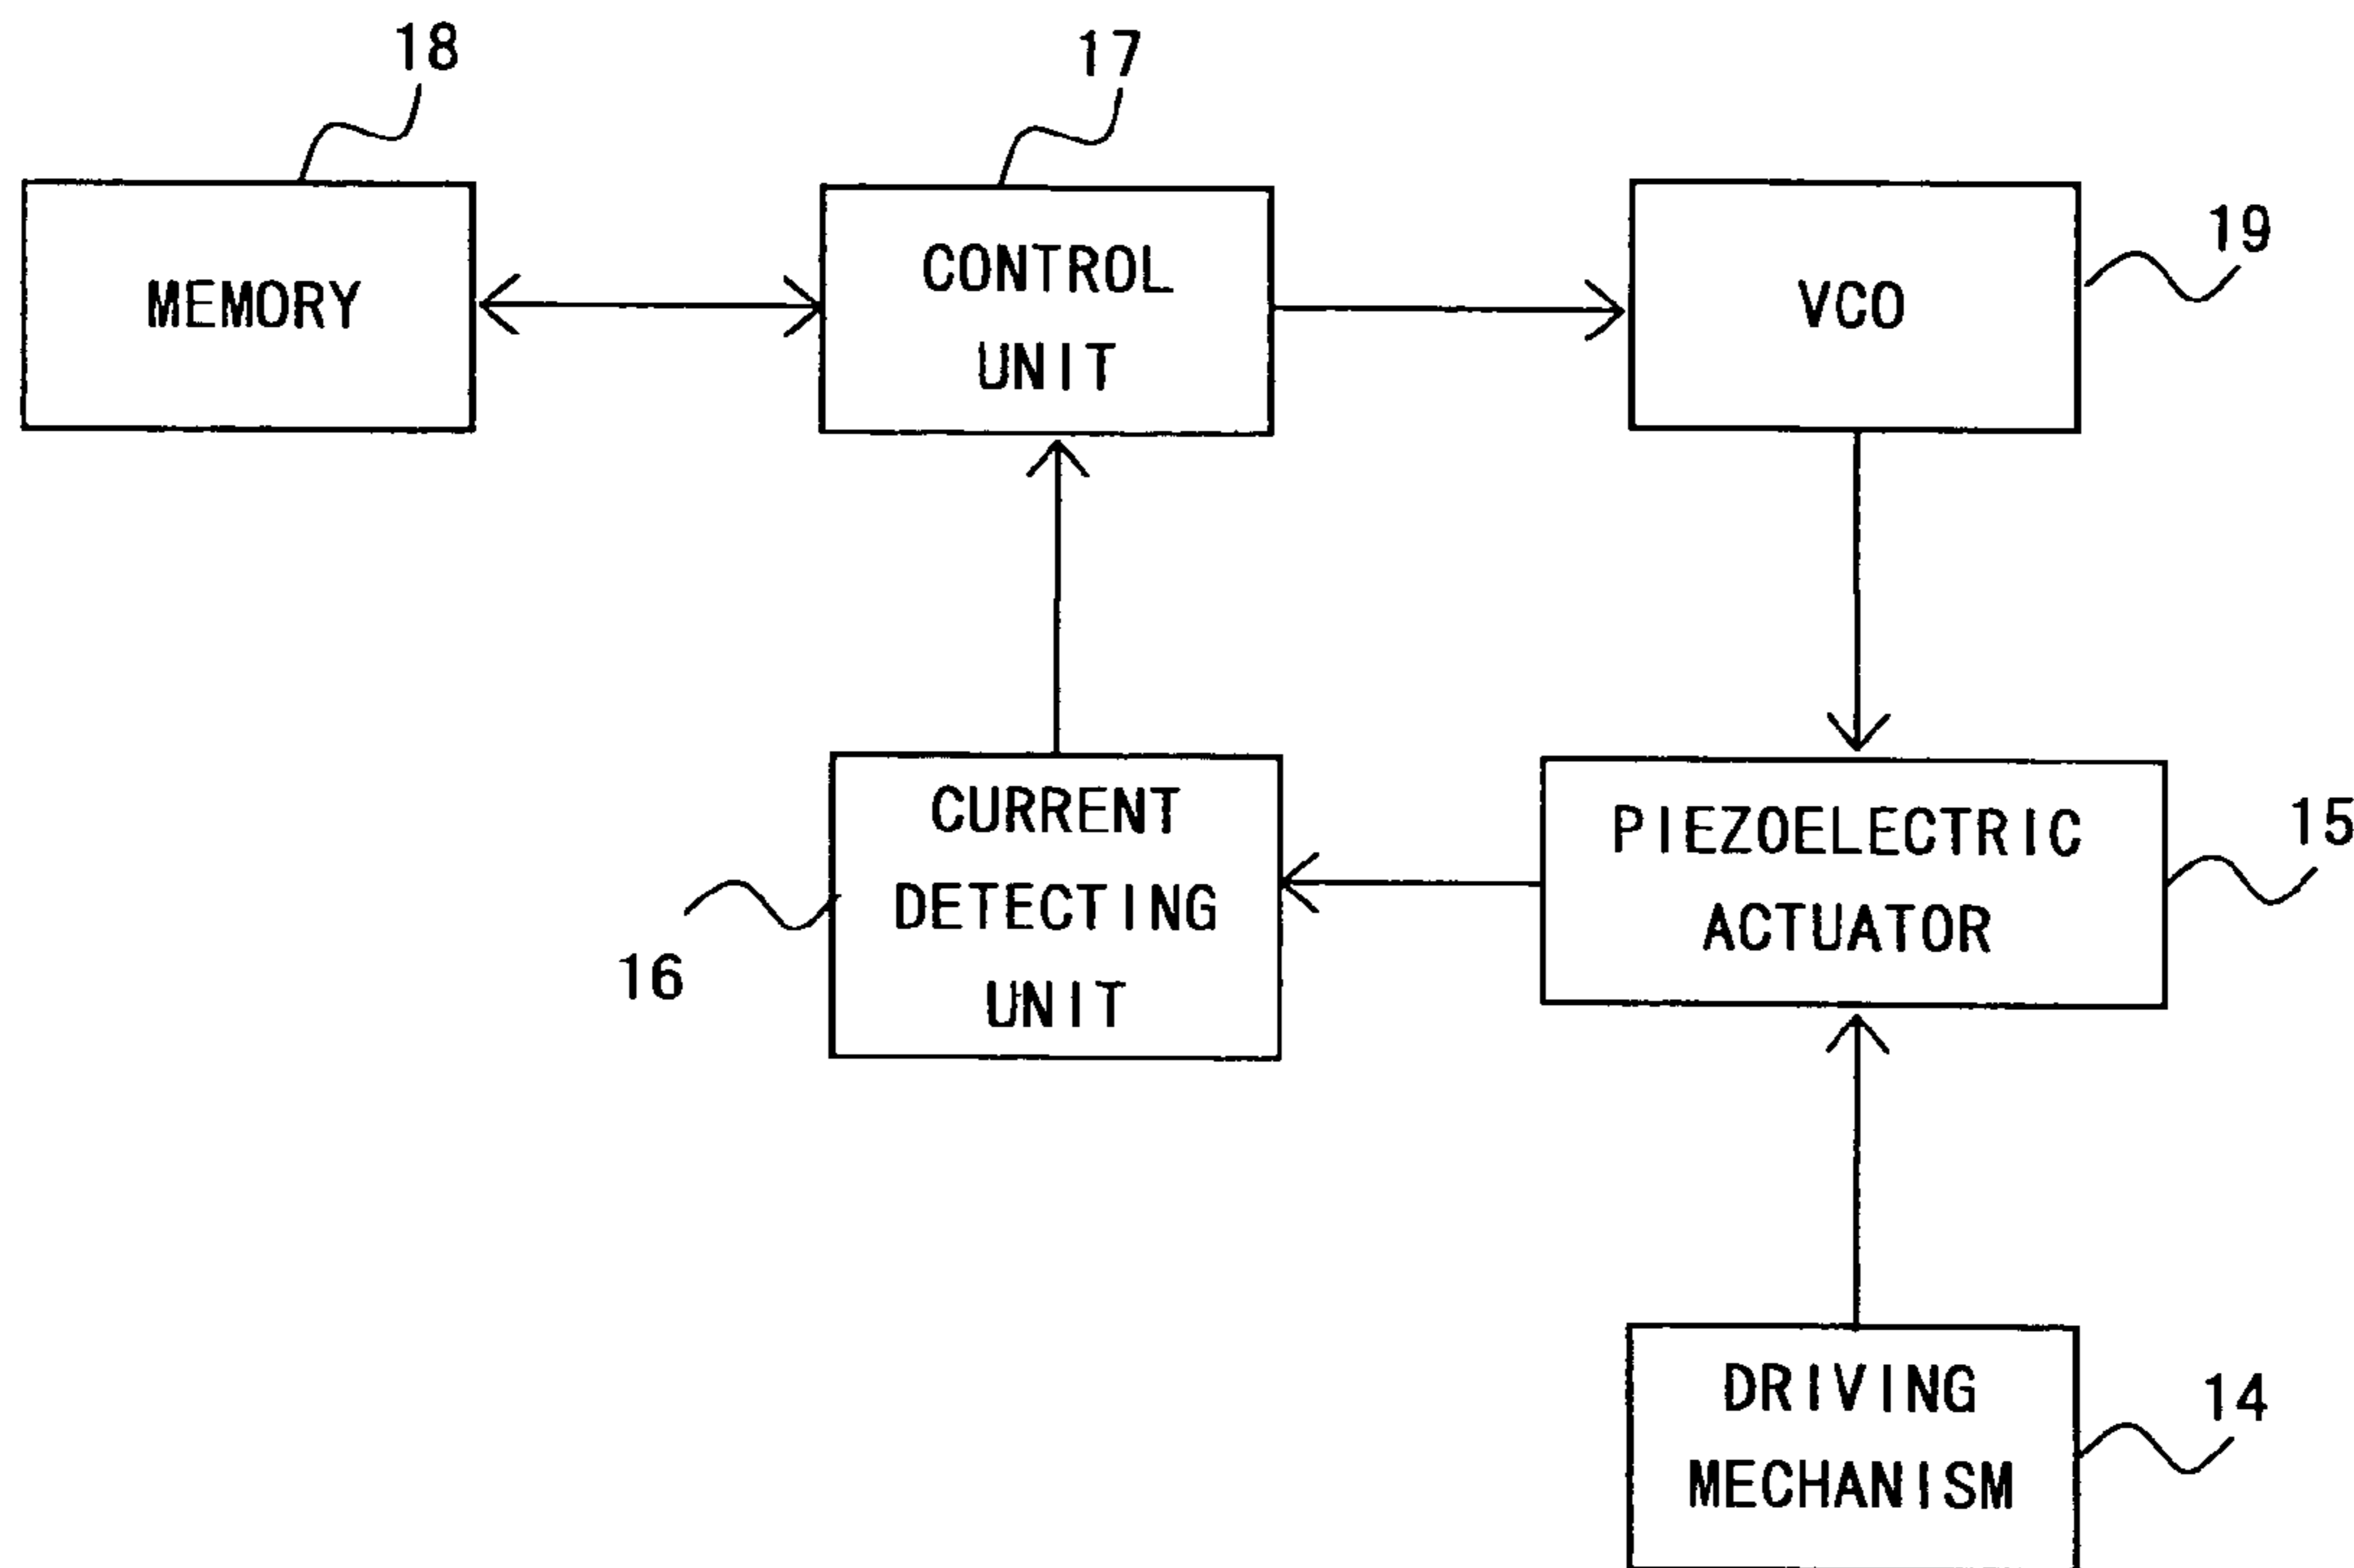 18
17
MEMORY
CONTROL
UNIT
VCO
19
CURRENT
DETECTING
UNIT
16
PIEZOELECTRIC
ACTUATOR
15
DRIVING
MECHANISM
14